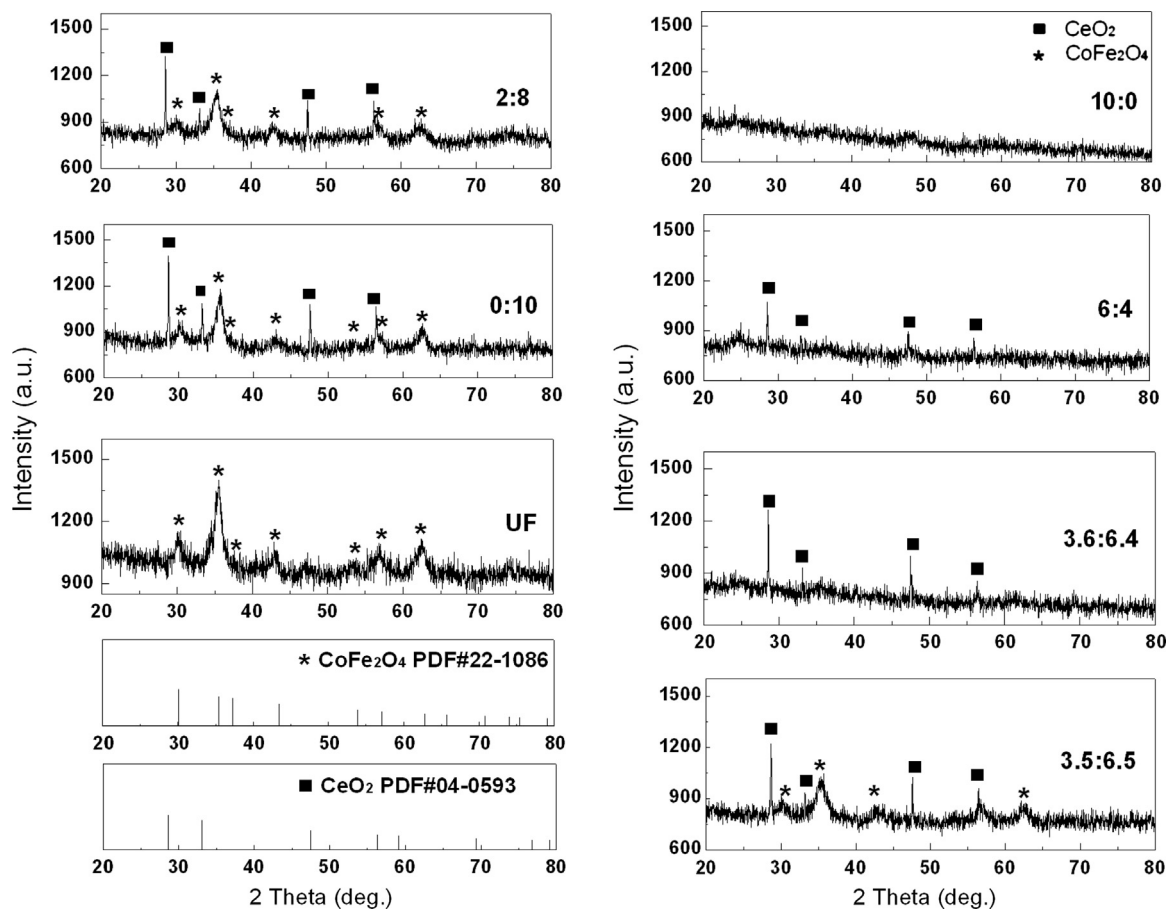 1500
1200
900
600
2:8
20 30 40 50 60 70 80
1500
1200
900
600
0:10
20 30 40 50 60 70 80
1500
1200
900
UF
20 30 40 50 60 70 80
* CoFe₂O₄ PDF#22-1086
20 30 40 50 60 70 80
■ CeO₂ PDF#04-0593
20 30 40 50 60 70 80
Intensity (a.u.)
2 Theta (deg.)
1500
1200
900
600
■ CeO₂
* CoFe₂O₄
10:0
20 30 40 50 60 70 80
1500
1200
900
600
6:4
20 30 40 50 60 70 80
1500
1200
900
600
3.6:6.4
20 30 40 50 60 70 80
1500
1200
900
600
3.5:6.5
20 30 40 50 60 70 80
Intensity (a.u.)
2 Theta (deg.)